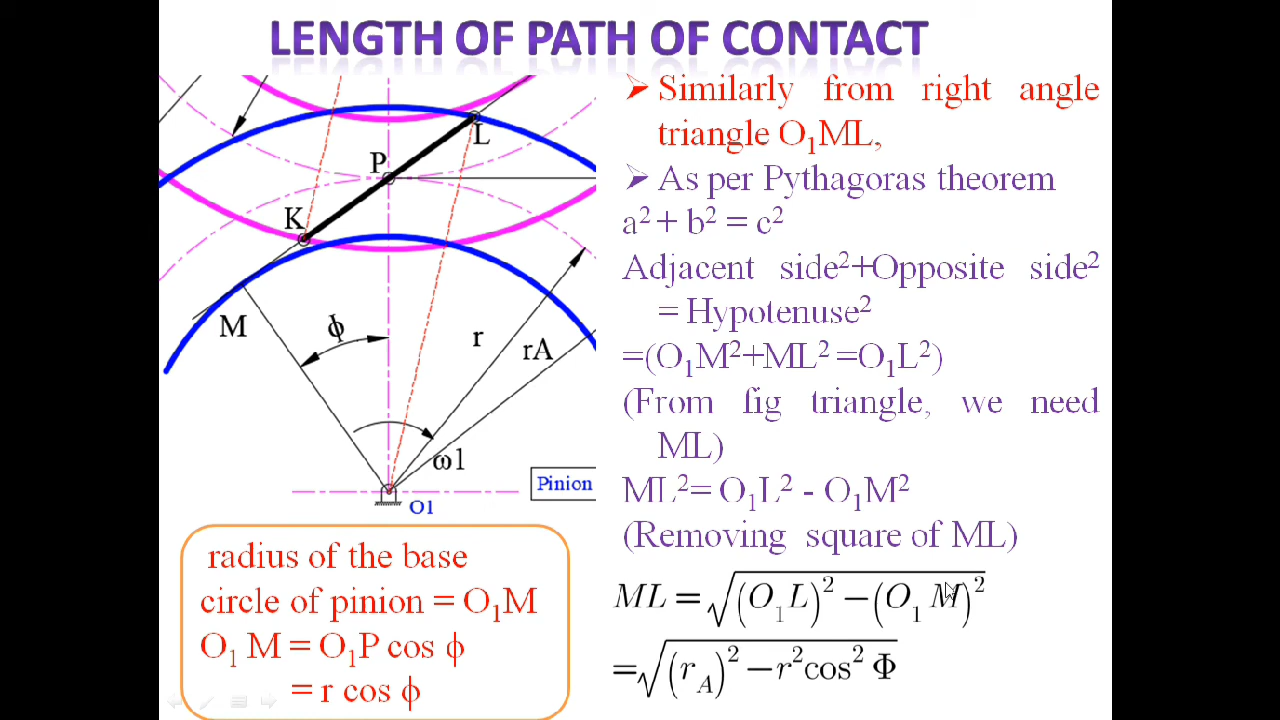 LENGTH OF PATH OF CONTACT
L
P
K
M
ϕ
r
rA
ω1
Pinion
O1
radius of the base
circle of pinion = O₁M
O₁ M = O₁P cos ϕ
= r cos ϕ
➢ Similarly from right angle
triangle O₁ML,
➢ As per Pythagoras theorem
a² + b² = c²
Adjacent side²+Opposite side²
= Hypotenuse²
=(O₁M²+ML² =O₁L²)
(From fig triangle, we need
ML)
ML²= O₁L² - O₁M²
(Removing square of ML)
ML = √(O₁L)² − (O₁ M)²
=√(r_A)² − r²cos² Φ